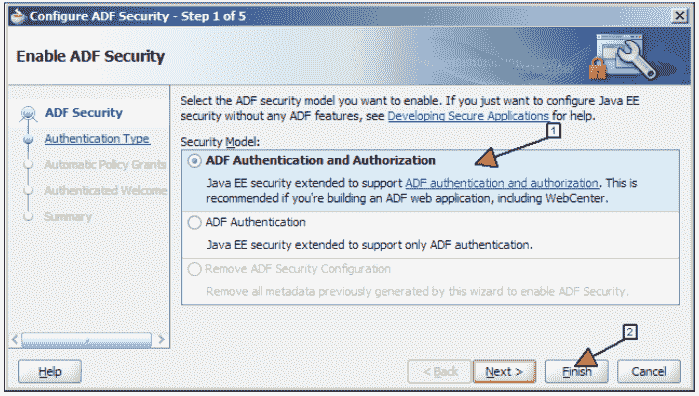 Configure ADF Security - Step 1 of 5
Enable ADF Security
ADF Security
Authentication Type
Automatic Policy Grants
Authenticated Welcome
Summary
Select the ADF security model you want to enable. If you just want to configure Java EE
security without any ADF features, see Developing Secure Applications for help.
1
Security Model:
ADF Authentication and Authorization
Java EE security extended to support ADF authentication and authorization. This is
recommended if you're building an ADF web application, including WebCenter.
ADF Authentication
Java EE security extended to support only ADF authentication.
Remove ADF Security Configuration
Remove all metadata previously generated by this wizard to enable ADF Security.
2
Help
< Back
Next >
Finish
Cancel